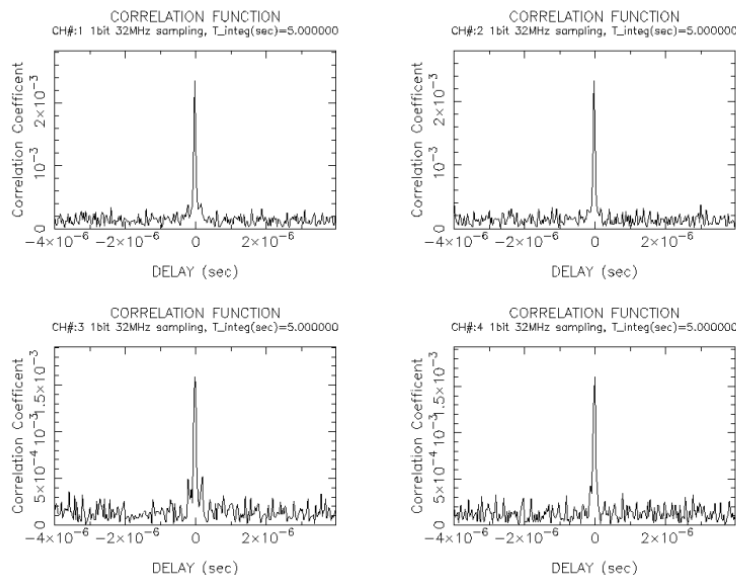 CORRELATION FUNCTION
CH#:1 1bit 32MHz sampling, T_integ(sec)=5.000000
Correlation Coefficent
2×10⁻³
10⁻³
0
−4×10⁻⁶ −2×10⁻⁶ 0 2×10⁻⁶
DELAY (sec)
CORRELATION FUNCTION
CH#:2 1bit 32MHz sampling, T_integ(sec)=5.000000
Correlation Coefficent
2×10⁻³
10⁻³
0
−4×10⁻⁶ −2×10⁻⁶ 0 2×10⁻⁶
DELAY (sec)
CORRELATION FUNCTION
CH#:3 1bit 32MHz sampling, T_integ(sec)=5.000000
Correlation Coefficent
1.5×10⁻³
10⁻³
5×10⁻⁴
0
−4×10⁻⁶ −2×10⁻⁶ 0 2×10⁻⁶
DELAY (sec)
CORRELATION FUNCTION
CH#:4 1bit 32MHz sampling, T_integ(sec)=5.000000
Correlation Coefficent
1.5×10⁻³
10⁻³
5×10⁻⁴
0
−4×10⁻⁶ −2×10⁻⁶ 0 2×10⁻⁶
DELAY (sec)